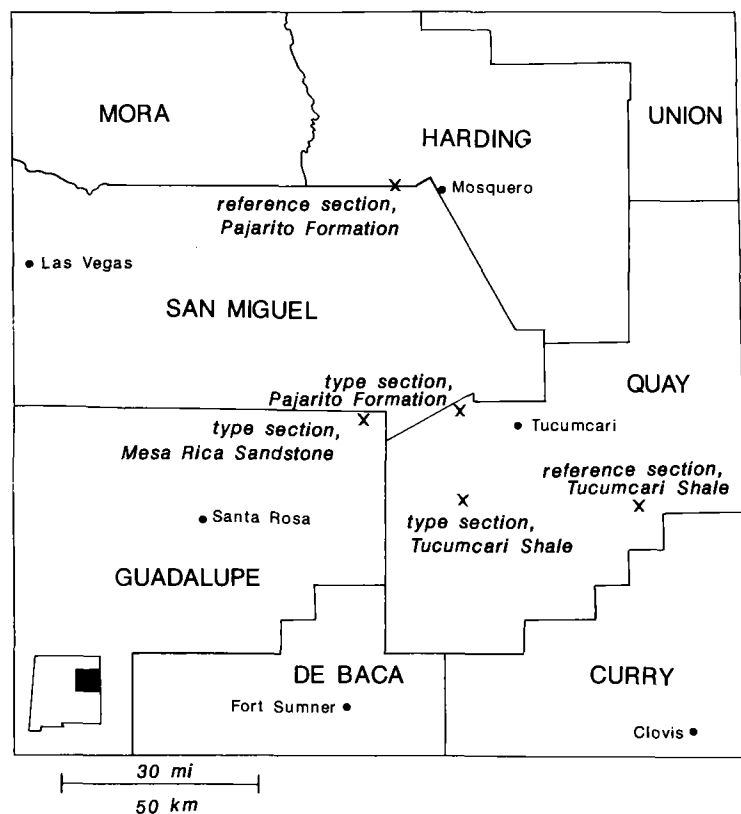 MORA
HARDING
UNION
Mosquero
reference section,
Pajarito Formation
Las Vegas
SAN MIGUEL
type section,
Pajarito Formation
QUAY
type section,
Mesa Rica Sandstone
Tucumcari
reference section,
Tucumcari Shale
type section,
Tucumcari Shale
Santa Rosa
GUADALUPE
DE BACA
CURRY
Fort Sumner
Clovis
30 mi
50 km